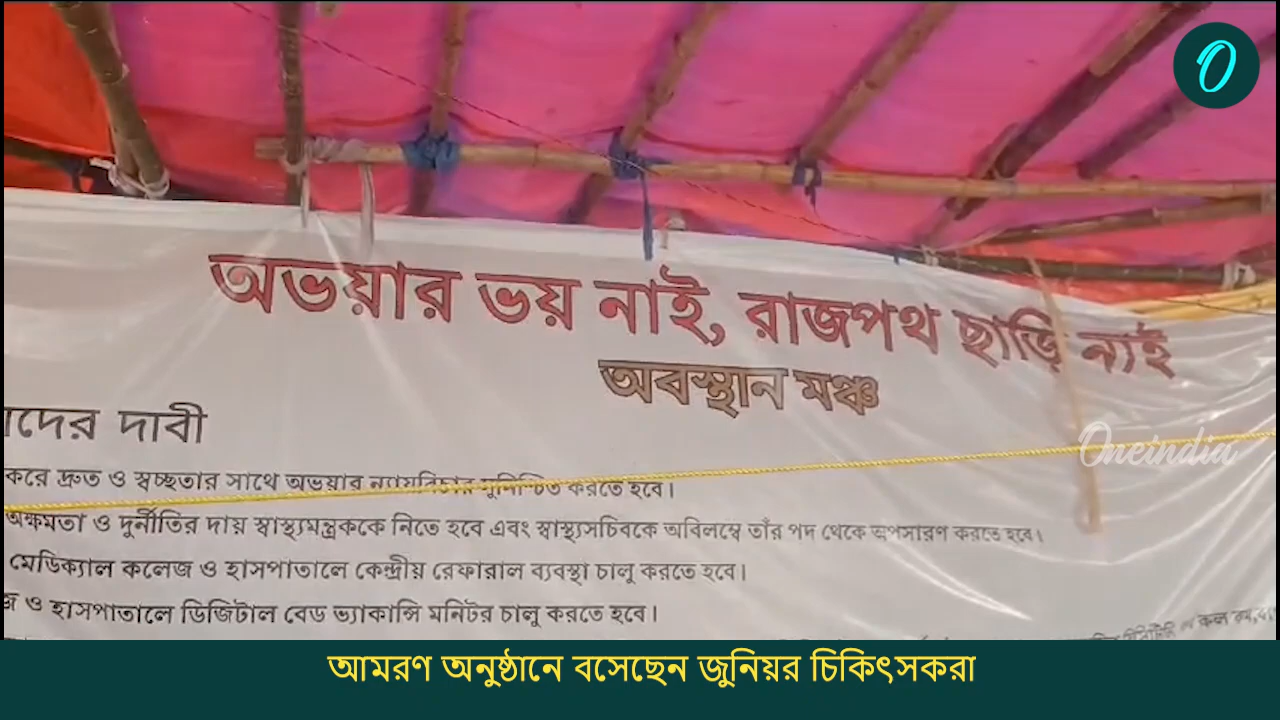 O
অভয়ার ভয় নাই, রাজপথ ছাড়ি নাই
অবস্থান মঞ্চ
দের দাবী
Oneindia
করে দ্রুত ও স্বচ্ছতার সাথে অভয়ার ন্যায়বিচার সুনিশ্চিত করতে হবে।
অক্ষমতা ও দুর্নীতির দায় স্বাস্থ্যমন্ত্রককে নিতে হবে এবং স্বাস্থ্যসচিবকে অবিলম্বে তাঁর পদ থেকে অপসারণ করতে হবে।
মেডিক্যাল কলেজ ও হাসপাতালে কেন্দ্রীয় রেফারাল ব্যবস্থা চালু করতে হবে।
ও হাসপাতালে ডিজিটাল বেড ভ্যাকান্সি মনিটর চালু করতে হবে।
আমরণ অনুষ্ঠানে বসেছেন জুনিয়র চিকিৎসকরা